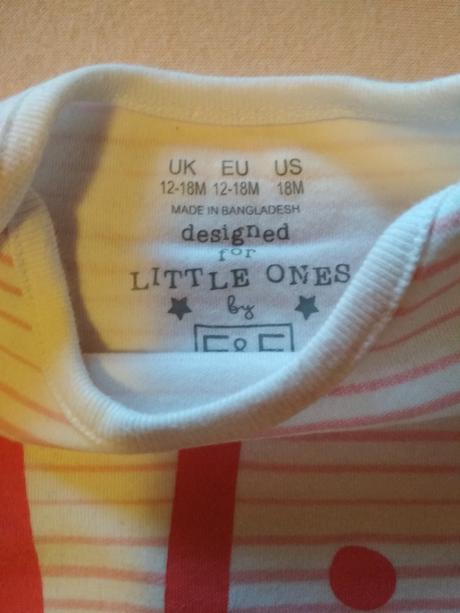 UK EU US
12-18M 12-18M 18M
MADE IN BANGLADESH
designed
for
LITTLE ONES
by
F&F